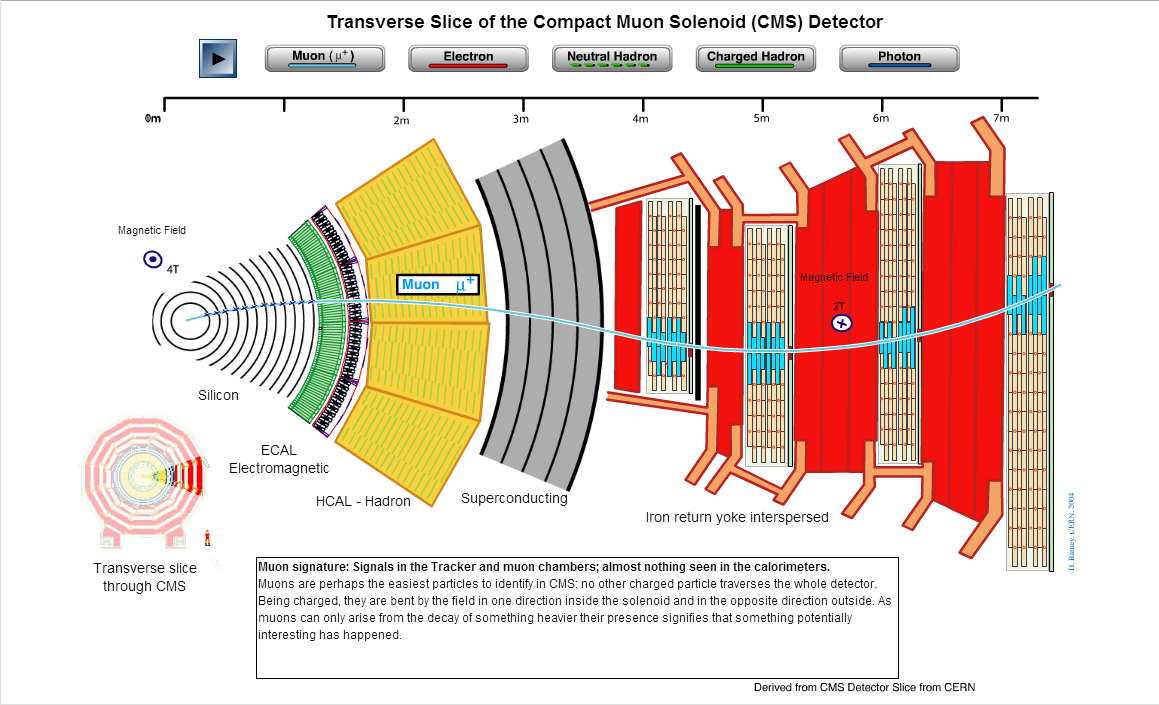 Transverse Slice of the Compact Muon Solenoid (CMS) Detector
Muon (μ+)
Electron
Neutral Hadron
Charged Hadron
Photon
0m
2m
3m
4m
5m
6m
7m
Magnetic Field
4T
Muon μ+
Magnetic Field
2T
Silicon
ECAL
Electromagnetic
HCAL - Hadron
Superconducting
Iron return yoke interspersed
D. Barney, CERN, 2004
Transverse slice
through CMS
Muon signature: Signals in the Tracker and muon chambers; almost nothing seen in the calorimeters.
Muons are perhaps the easiest particles to identify in CMS: no other charged particle traverses the whole detector.
Being charged, they are bent by the field in one direction inside the solenoid and in the opposite direction outside. As
muons can only arise from the decay of something heavier their presence signifies that something potentially
interesting has happened.
Derived from CMS Detector Slice from CERN